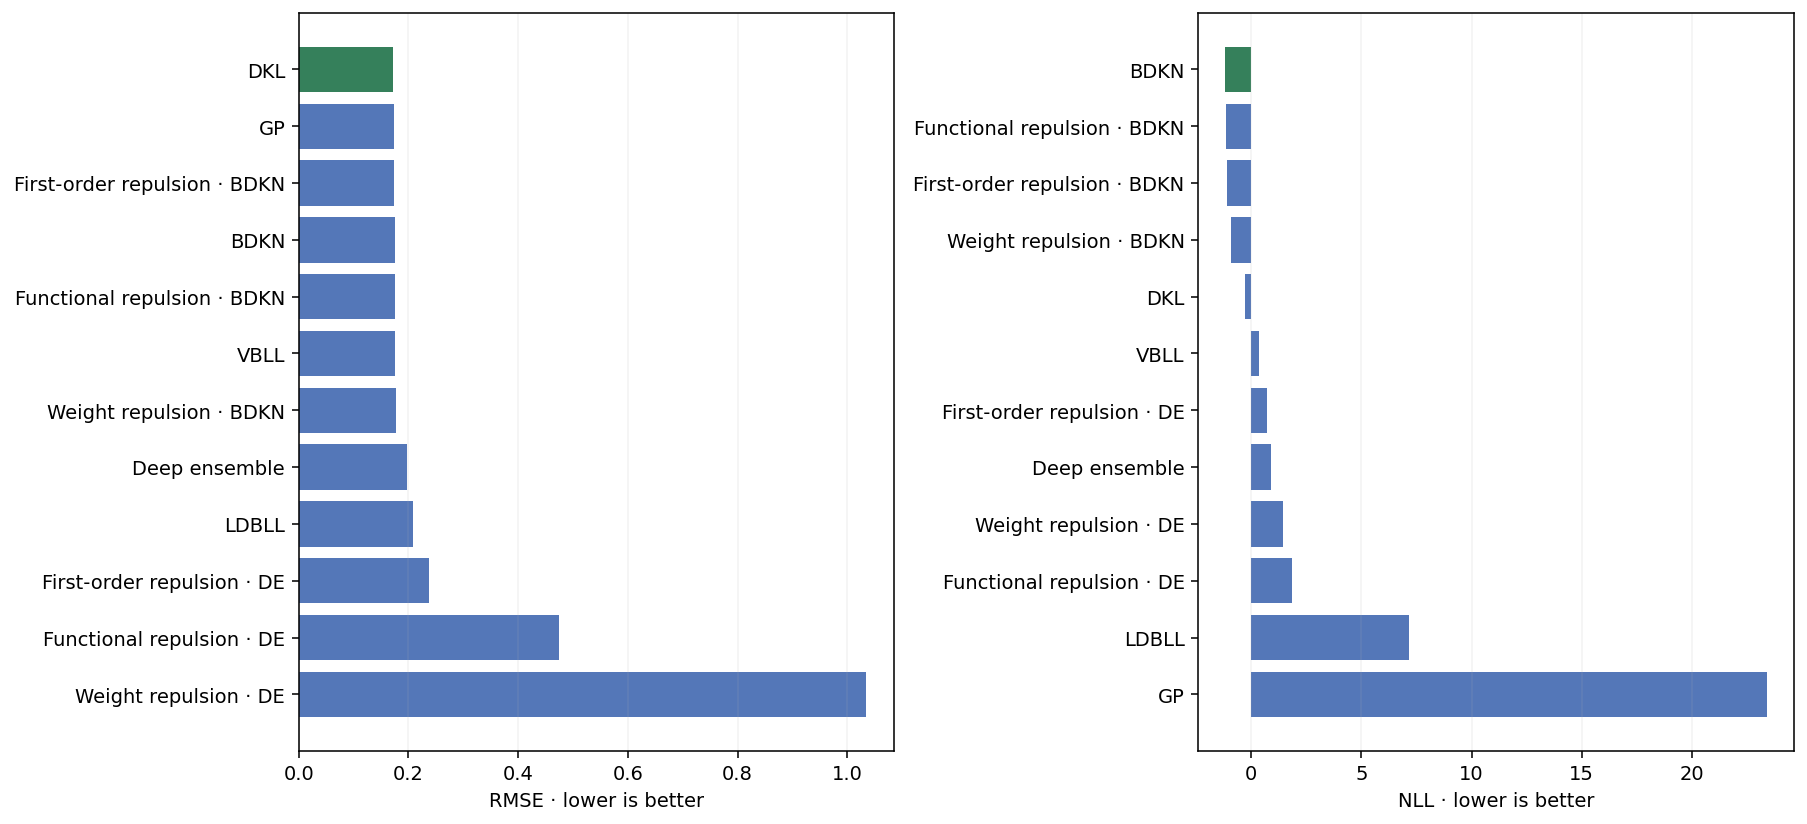 DKL
GP
First-order repulsion · BDKN
BDKN
Functional repulsion · BDKN
VBLL
Weight repulsion · BDKN
Deep ensemble
LDBLL
First-order repulsion · DE
Functional repulsion · DE
Weight repulsion · DE
0.0 0.2 0.4 0.6 0.8 1.0
RMSE · lower is better
BDKN
Functional repulsion · BDKN
First-order repulsion · BDKN
Weight repulsion · BDKN
DKL
VBLL
First-order repulsion · DE
Deep ensemble
Weight repulsion · DE
Functional repulsion · DE
LDBLL
GP
0 5 10 15 20
NLL · lower is better